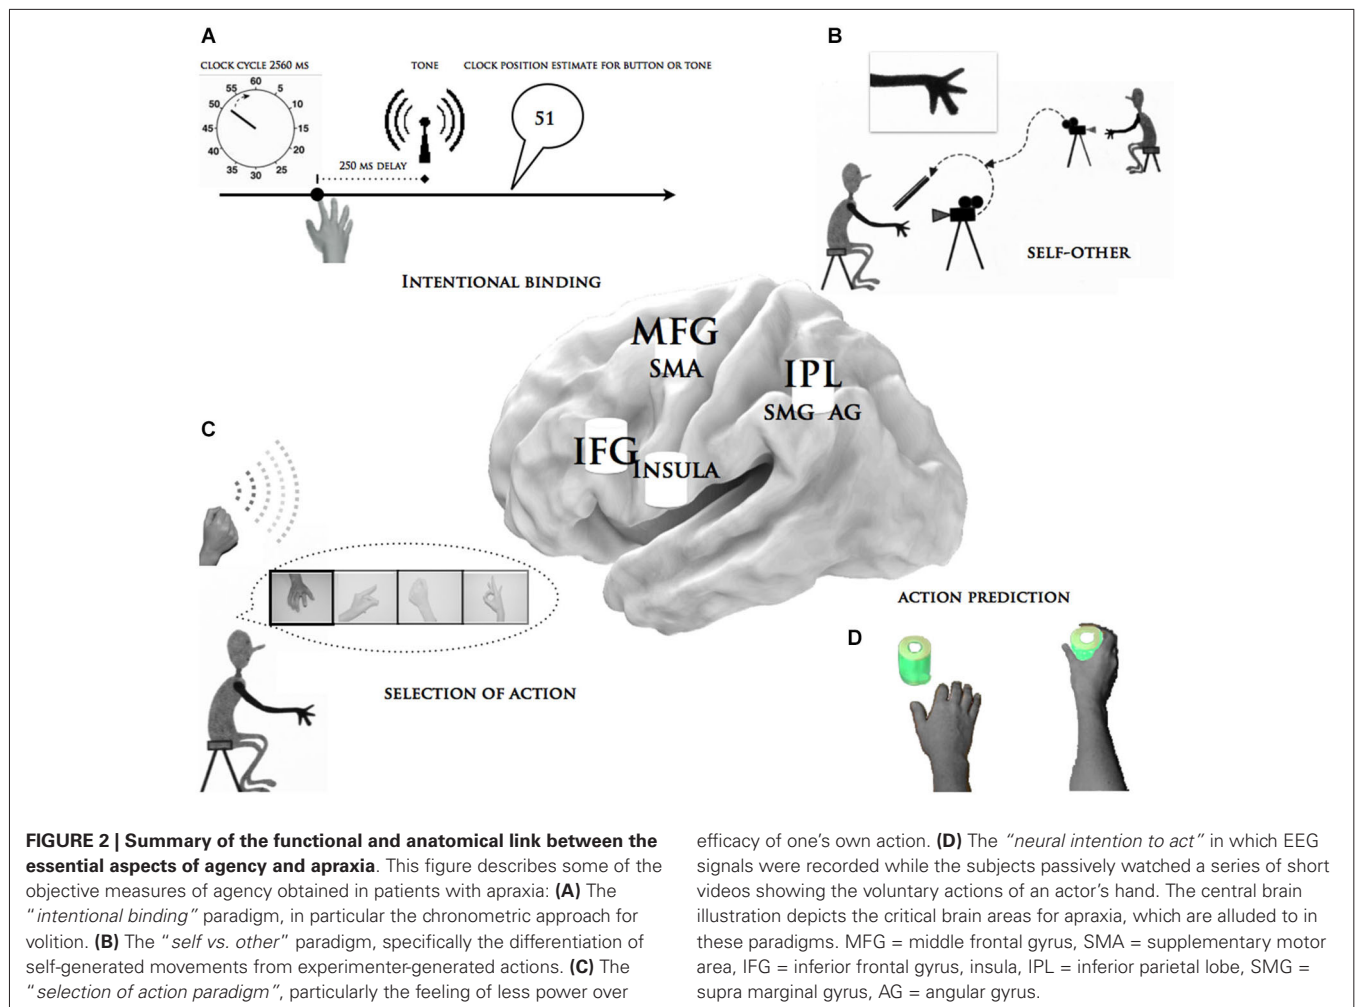 A
CLOCK CYCLE 2560 MS
TONE
CLOCK POSITION ESTIMATE FOR BUTTON OR TONE
60
55
5
50
10
45
15
40
20
35
25
30
51
250 MS DELAY
INTENTIONAL BINDING
B
SELF-OTHER
MFG
SMA
IPL
SMG AG
IFG
INSULA
C
SELECTION OF ACTION
ACTION PREDICTION
D
FIGURE 2 | Summary of the functional and anatomical link between the
essential aspects of agency and apraxia. This figure describes some of the
objective measures of agency obtained in patients with apraxia: (A) The
“intentional binding” paradigm, in particular the chronometric approach for
volition. (B) The “self vs. other” paradigm, specifically the differentiation of
self-generated movements from experimenter-generated actions. (C) The
“selection of action paradigm”, particularly the feeling of less power over
efficacy of one’s own action. (D) The “neural intention to act” in which EEG
signals were recorded while the subjects passively watched a series of short
videos showing the voluntary actions of an actor’s hand. The central brain
illustration depicts the critical brain areas for apraxia, which are alluded to in
these paradigms. MFG = middle frontal gyrus, SMA = supplementary motor
area, IFG = inferior frontal gyrus, insula, IPL = inferior parietal lobe, SMG =
supra marginal gyrus, AG = angular gyrus.